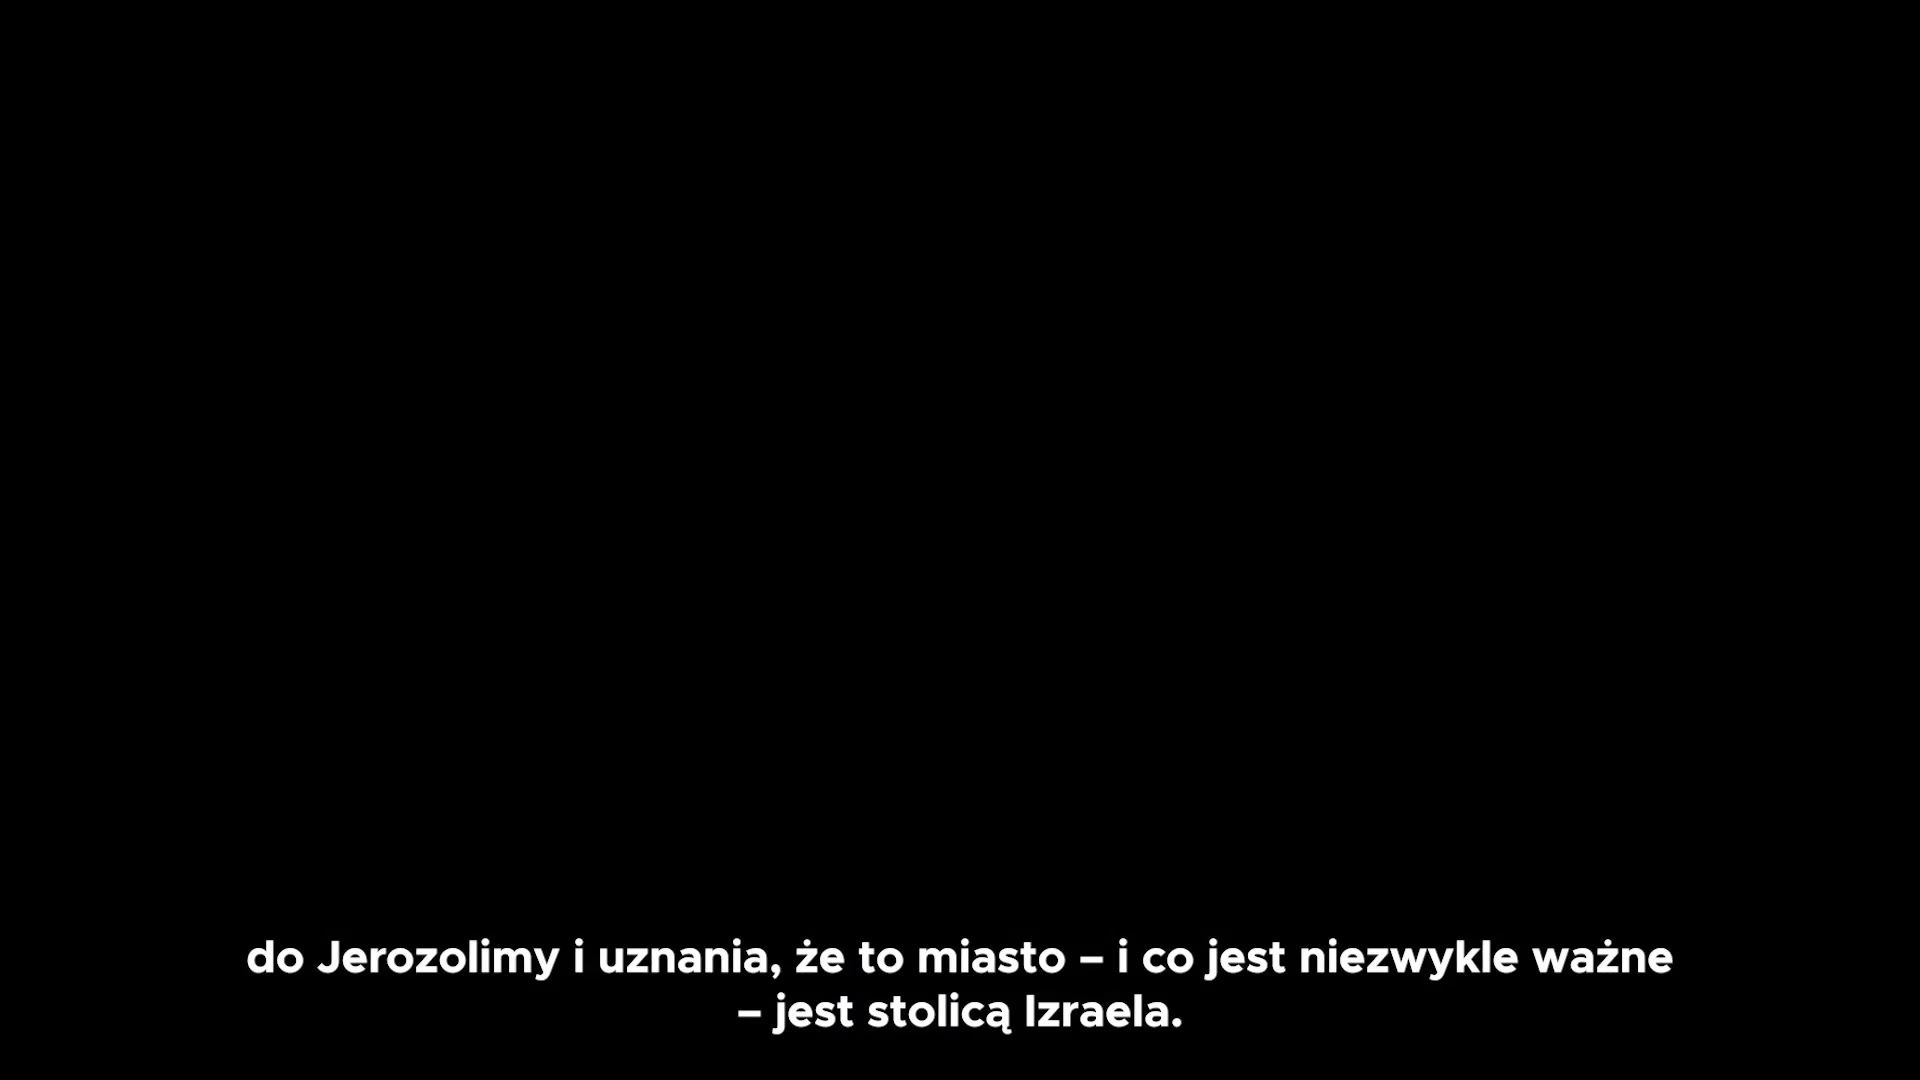 do Jerozolimy i uznania, że to miasto – i co jest niezwykle ważne
– jest stolicą Izraela.